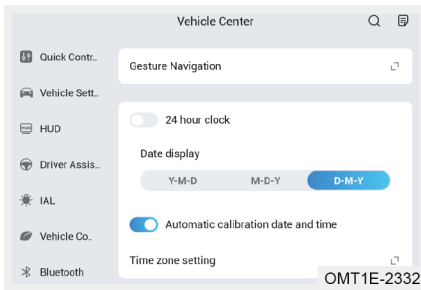 Vehicle Center
Quick Contr..
Gesture Navigation
Vehicle Sett..
HUD
24 hour clock
Driver Assis..
Date display
Y-M-D M-D-Y D-M-Y
IAL
Vehicle Co..
Automatic calibration date and time
Bluetooth
Time zone setting
OMT1E-2332